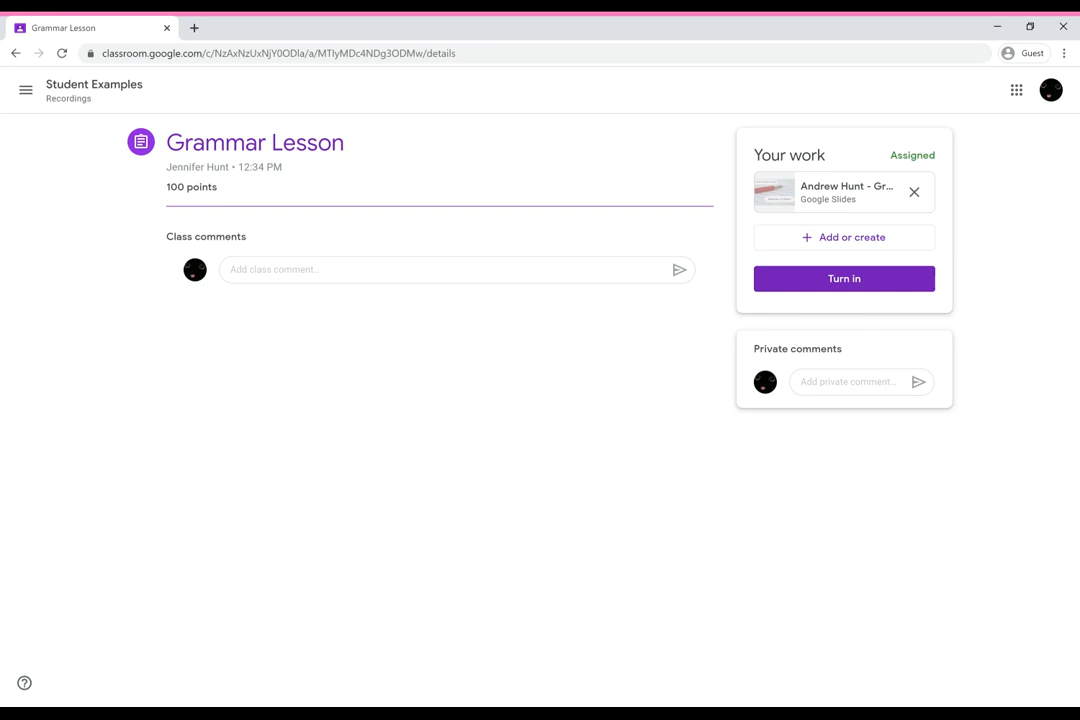 Grammar Lesson
classroom.google.com/c/NzAxNzUxNjY0ODla/a/MTIyMDc4NDg3ODMw/details
Guest
Student Examples
Recordings
Grammar Lesson
Jennifer Hunt • 12:34 PM
100 points
Class comments
Add class comment...
Your work
Assigned
Andrew Hunt - Gr...
Google Slides
+ Add or create
Turn in
Private comments
Add private comment...